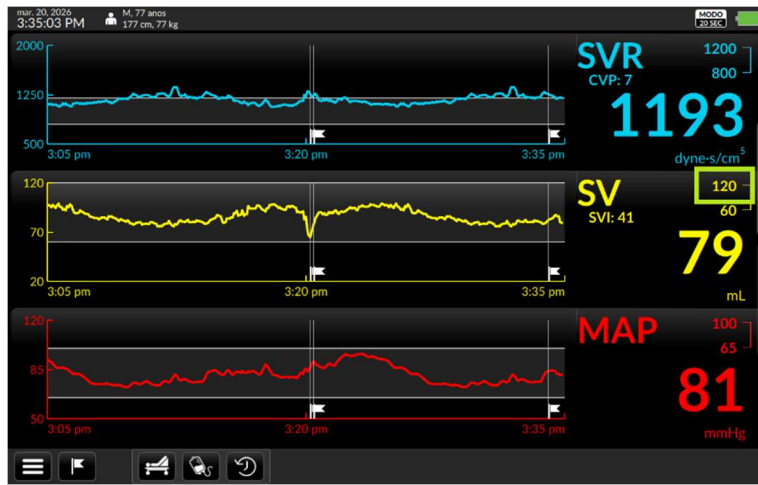 mar. 20, 2026
3:35:03 PM
M, 77 anos
177 cm, 77 kg
MODO
20 SEC
2000
1250
500
3:05 pm
3:20 pm
3:35 pm
SVR
CVP: 7
1200
800
1193
dyne·s/cm⁵
120
70
20
3:05 pm
3:20 pm
3:35 pm
SV
SVI: 41
120
60
79
mL
120
85
50
3:05 pm
3:20 pm
3:35 pm
MAP
100
65
81
mmHg